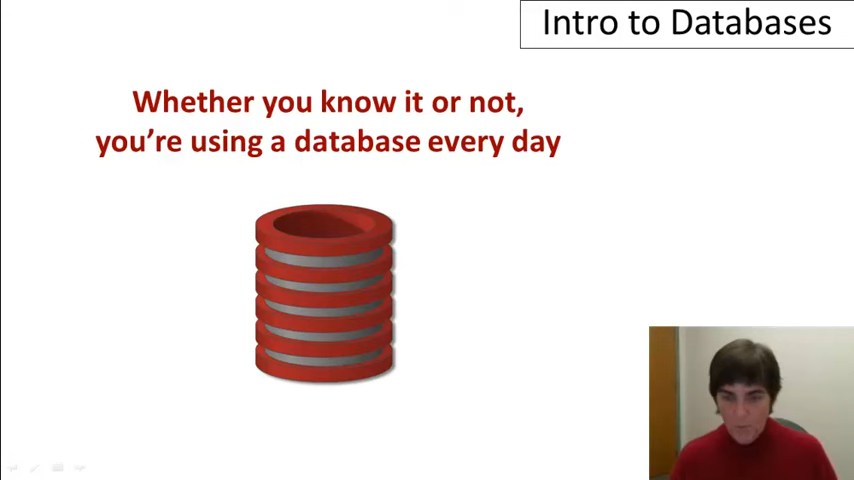 Intro to Databases
Whether you know it or not,
you're using a database every day